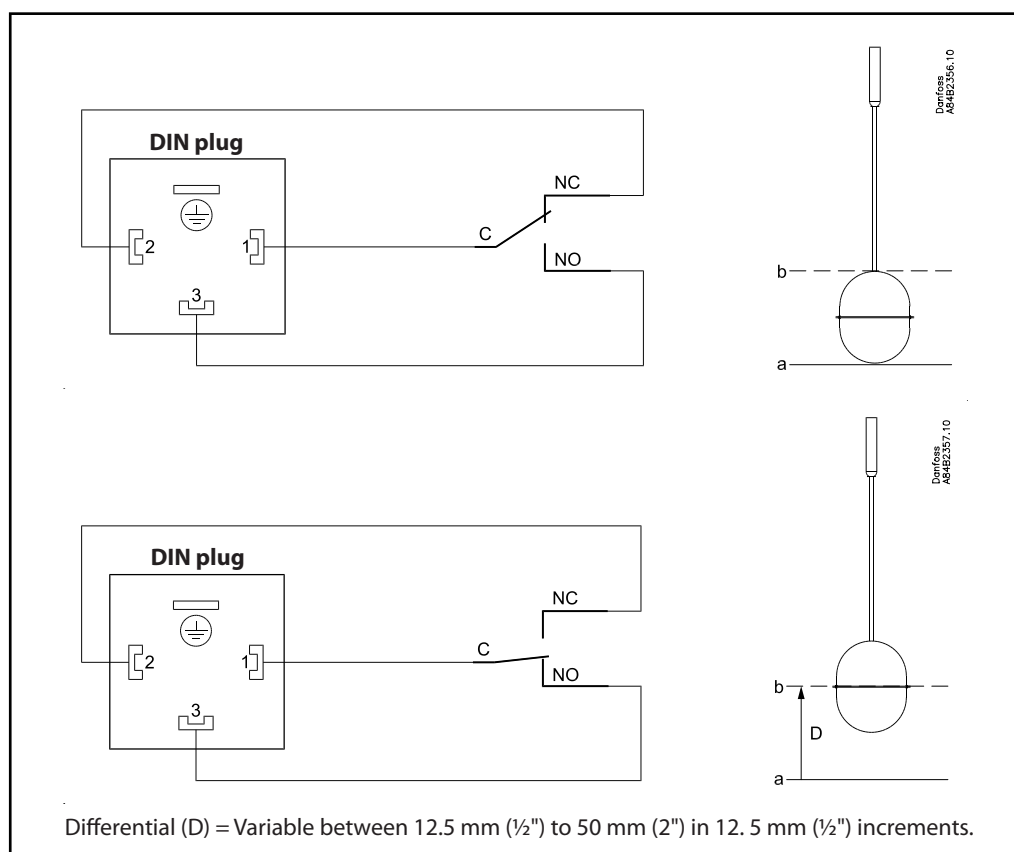 DIN plug
NC
C
2
1
NO
3
Danfoss
A84B2356.10
b
a
DIN plug
NC
C
2
1
NO
3
Danfoss
A84B2357.10
b
D
a
Differential (D) = Variable between 12.5 mm (½") to 50 mm (2") in 12. 5 mm (½") increments.